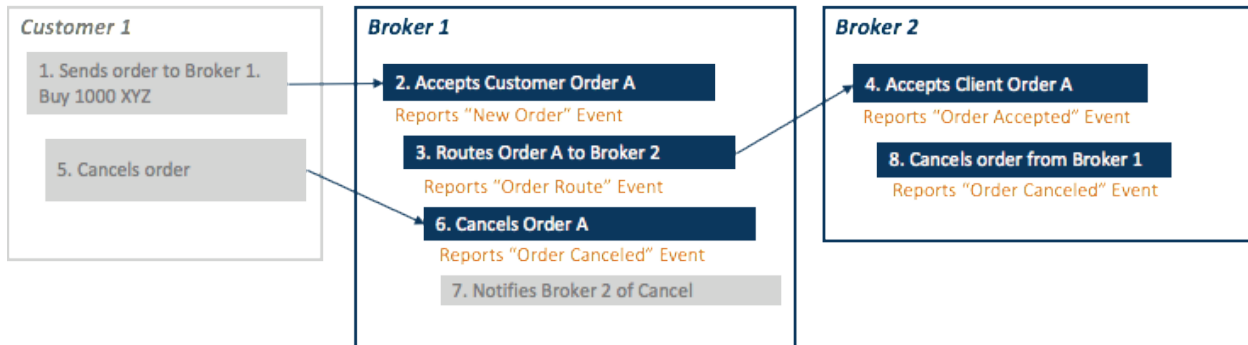 Customer 1
1. Sends order to Broker 1.
Buy 1000 XYZ
5. Cancels order
Broker 1
2. Accepts Customer Order A
Reports "New Order" Event
3. Routes Order A to Broker 2
Reports "Order Route" Event
6. Cancels Order A
Reports "Order Canceled" Event
7. Notifies Broker 2 of Cancel
Broker 2
4. Accepts Client Order A
Reports "Order Accepted" Event
8. Cancels order from Broker 1
Reports "Order Canceled" Event